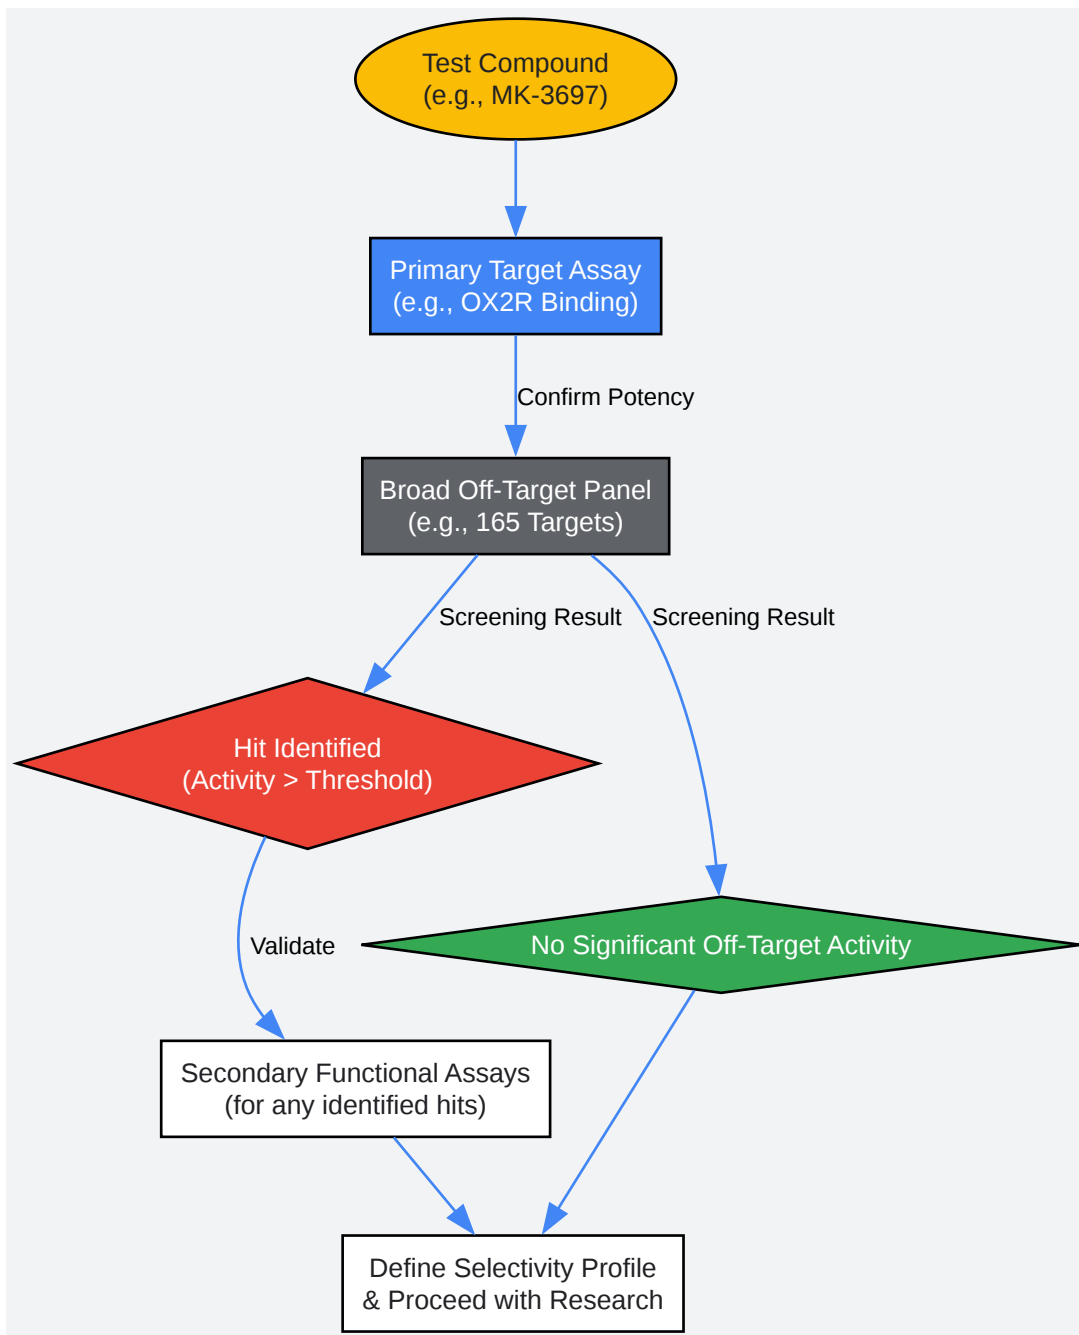 Test Compound
(e.g., MK-3697)
Primary Target Assay
(e.g., OX2R Binding)
Confirm Potency
Broad Off-Target Panel
(e.g., 165 Targets)
Screening Result
Screening Result
Hit Identified
(Activity > Threshold)
Validate
No Significant Off-Target Activity
Secondary Functional Assays
(for any identified hits)
Define Selectivity Profile
& Proceed with Research